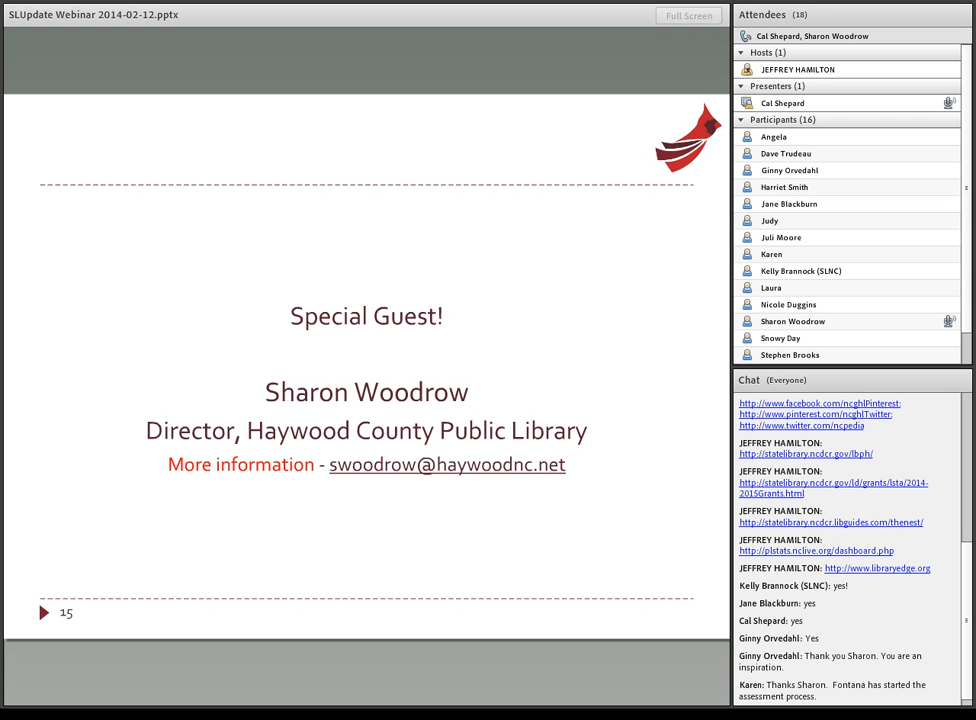 SLUpdate Webinar 2014-02-12.pptx
Full Screen
Special Guest!
Sharon Woodrow
Director, Haywood County Public Library
More information - swoodrow@haywoodnc.net
15
Attendees (18)
Cal Shepard, Sharon Woodrow
Hosts (1)
JEFFREY HAMILTON
Presenters (1)
Cal Shepard
Participants (16)
Angela
Dave Trudeau
Ginny Orvedahl
Harriet Smith
Jane Blackburn
Judy
Juli Moore
Karen
Kelly Brannock (SLNC)
Laura
Nicole Duggins
Sharon Woodrow
Snowy Day
Stephen Brooks
Chat (Everyone)
http://www.facebook.com/ncghlPinterest:
http://www.pinterest.com/ncghlTwitter:
http://www.twitter.com/ncpedia
JEFFREY HAMILTON:
http://statelibrary.ncdcr.gov/lbph/
JEFFREY HAMILTON:
http://statelibrary.ncdcr.gov/ld/grants/lsta/2014-
2015Grants.html
JEFFREY HAMILTON:
http://statelibrary.ncdcr.libguides.com/thenest/
JEFFREY HAMILTON:
http://plstats.nclive.org/dashboard.php
JEFFREY HAMILTON: http://www.libraryedge.org
Kelly Brannock (SLNC): yes!
Jane Blackburn: yes
Cal Shepard: yes
Ginny Orvedahl: Yes
Ginny Orvedahl: Thank you Sharon. You are an
inspiration.
Karen: Thanks Sharon. Fontana has started the
assessment process.